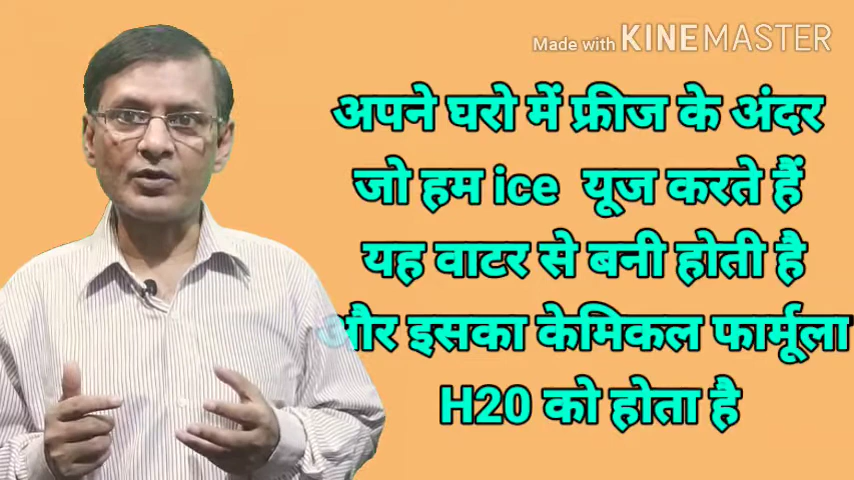 Made with KINEMASTER
अपने घरो में फ्रीज के अंदर
जो हम ice यूज करते हैं
यह वाटर से बनी होती है
और इसका केमिकल फार्मूला
H20 को होता है